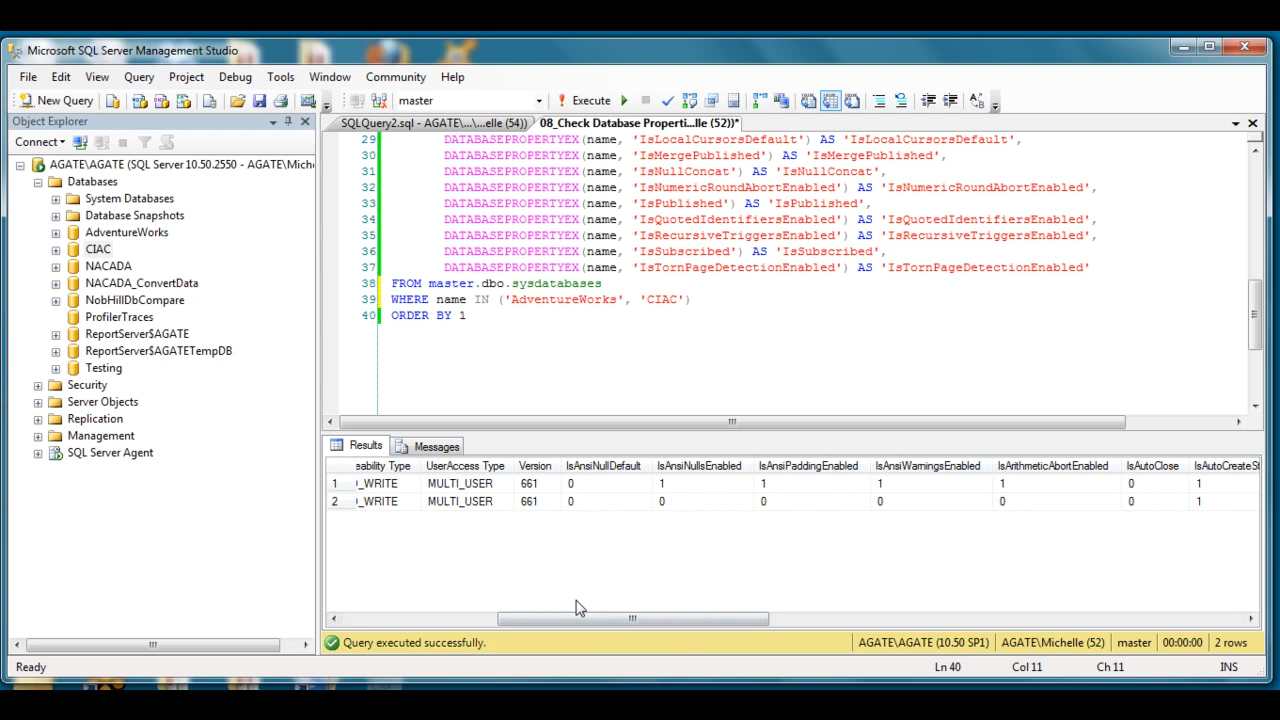 Microsoft SQL Server Management Studio
File Edit View Query Project Debug Tools Window Community Help
New Query master Execute
Object Explorer
SQLQuery2.sql - AGATE\...\...elle (54)) 08_Check Database Properti...lle (52))*
Connect
AGATE\AGATE (SQL Server 10.50.2550 - AGATE\Mich
Databases
System Databases
Database Snapshots
AdventureWorks
CIAC
NACADA
NACADA_ConvertData
NobHillDbCompare
ProfilerTraces
ReportServer$AGATE
ReportServer$AGATETempDB
Testing
Security
Server Objects
Replication
Management
SQL Server Agent
29 DATABASEPROPERTYEX(name, 'IsLocalCursorsDefault') AS 'IsLocalCursorsDefault',
30 DATABASEPROPERTYEX(name, 'IsMergePublished') AS 'IsMergePublished',
31 DATABASEPROPERTYEX(name, 'IsNullConcat') AS 'IsNullConcat',
32 DATABASEPROPERTYEX(name, 'IsNumericRoundAbortEnabled') AS 'IsNumericRoundAbortEnabled',
33 DATABASEPROPERTYEX(name, 'IsPublished') AS 'IsPublished',
34 DATABASEPROPERTYEX(name, 'IsQuotedIdentifiersEnabled') AS 'IsQuotedIdentifiersEnabled',
35 DATABASEPROPERTYEX(name, 'IsRecursiveTriggersEnabled') AS 'IsRecursiveTriggersEnabled',
36 DATABASEPROPERTYEX(name, 'IsSubscribed') AS 'IsSubscribed',
37 DATABASEPROPERTYEX(name, 'IsTornPageDetectionEnabled') AS 'IsTornPageDetectionEnabled'
38 FROM master.dbo.sysdatabases
39 WHERE name IN ('AdventureWorks', 'CIAC')
40 ORDER BY 1
Results Messages
eability Type UserAccess Type Version IsAnsiNullDefault IsAnsiNullsEnabled IsAnsiPaddingEnabled IsAnsiWarningsEnabled IsArithmeticAbortEnabled IsAutoClose IsAutoCreateSt
1 _WRITE MULTI_USER 661 0 1 1 1 1 0 1
2 _WRITE MULTI_USER 661 0 0 0 0 0 0 1
Query executed successfully. AGATE\AGATE (10.50 SP1) AGATE\Michelle (52) master 00:00:00 2 rows
Ready Ln 40 Col 11 Ch 11 INS